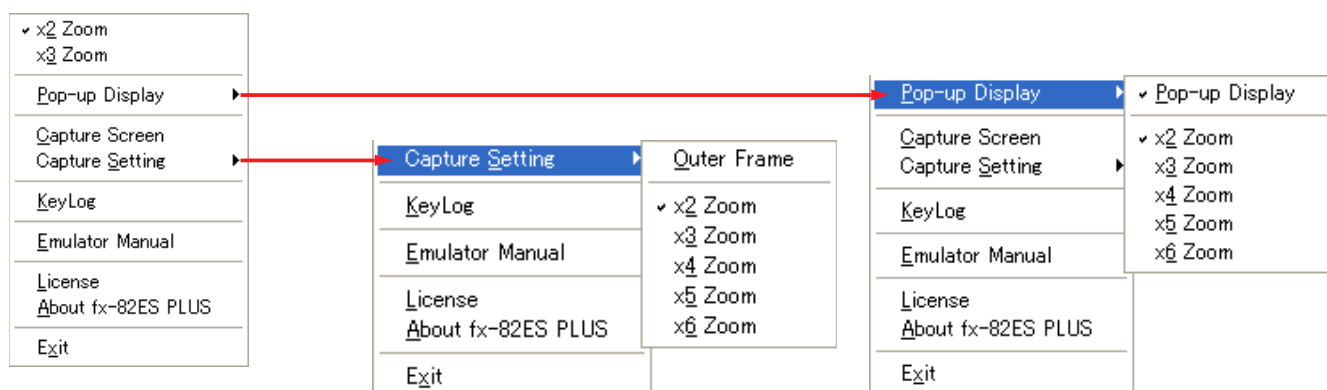 ✓ x2 Zoom
x3 Zoom
Pop-up Display
Capture Screen
Capture Setting
KeyLog
Emulator Manual
License
About fx-82ES PLUS
Exit
Capture Setting
KeyLog
Emulator Manual
License
About fx-82ES PLUS
Exit
Outer Frame
✓ x2 Zoom
x3 Zoom
x4 Zoom
x5 Zoom
x6 Zoom
Pop-up Display
Capture Screen
Capture Setting
KeyLog
Emulator Manual
License
About fx-82ES PLUS
Exit
✓ Pop-up Display
✓ x2 Zoom
x3 Zoom
x4 Zoom
x5 Zoom
x6 Zoom